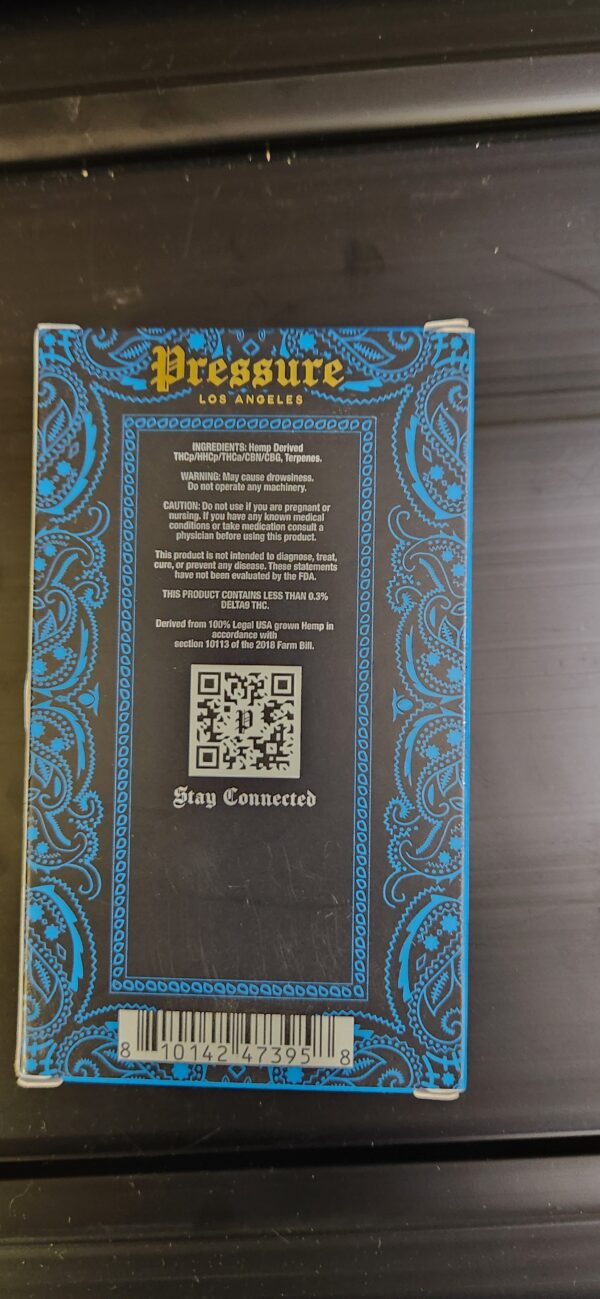 Pressure
LOS ANGELES
INGREDIENTS: Hemp Derived
THCp/HHCp/THCa/CBN/CBG, Terpenes.
WARNING: May cause drowsiness.
Do not operate any machinery.
CAUTION: Do not use if you are pregnant or
nursing. If you have any known medical
conditions or take medication consult a
physician before using this product.
This product is not intended to diagnose, treat,
cure, or prevent any disease. These statements
have not been evaluated by the FDA.
THIS PRODUCT CONTAINS LESS THAN 0.3%
DELTA9 THC.
Derived from 100% Legal USA grown Hemp in
accordance with
section 10113 of the 2018 Farm Bill.
P
Stay Connected
8 10142 47395 8